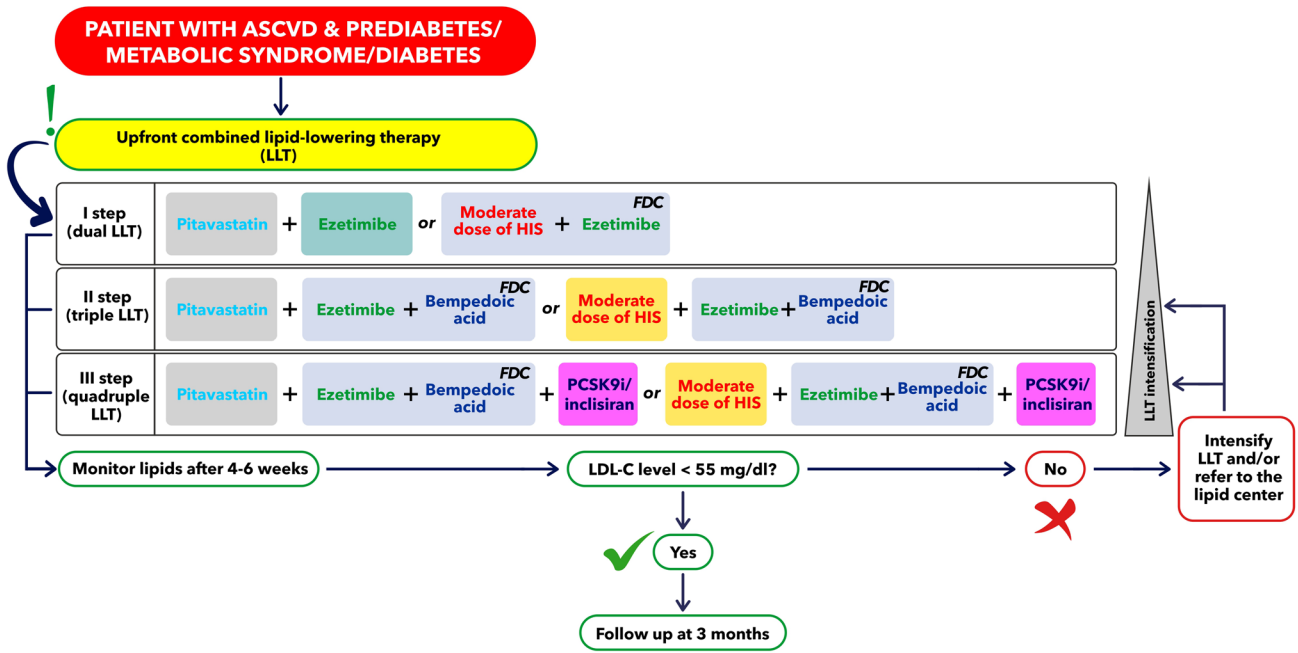 PATIENT WITH ASCVD & PREDIABETES/
METABOLIC SYNDROME/DIABETES
!
Upfront combined lipid-lowering therapy
(LLT)
I step
(dual LLT)
Pitavastatin + Ezetimibe or Moderate
dose of HIS + Ezetimibe FDC
II step
(triple LLT)
Pitavastatin + Ezetimibe + Bempedoic
acid FDC or Moderate
dose of HIS + Ezetimibe + Bempedoic
acid FDC
III step
(quadruple
LLT)
Pitavastatin + Ezetimibe + Bempedoic
acid FDC + PCSK9i/
inclisiran or Moderate
dose of HIS + Ezetimibe + Bempedoic
acid FDC + PCSK9i/
inclisiran
LLT intensification
Monitor lipids after 4-6 weeks
LDL-C level < 55 mg/dl?
No
Intensify
LLT and/or
refer to the
lipid center
Yes
Follow up at 3 months